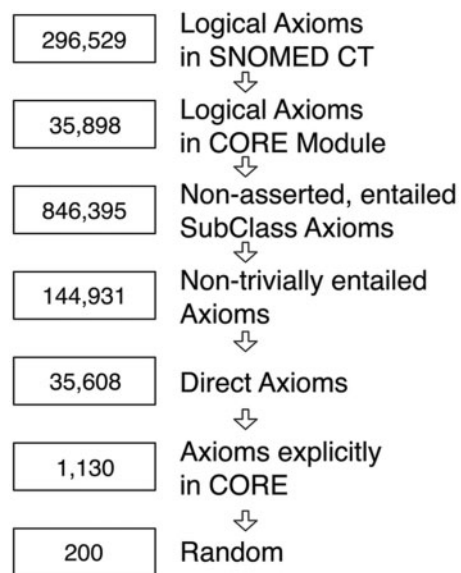 296,529
Logical Axioms
in SNOMED CT
35,898
Logical Axioms
in CORE Module
846,395
Non-asserted, entailed
SubClass Axioms
144,931
Non-trivially entailed
Axioms
35,608
Direct Axioms
1,130
Axioms explicitly
in CORE
200
Random